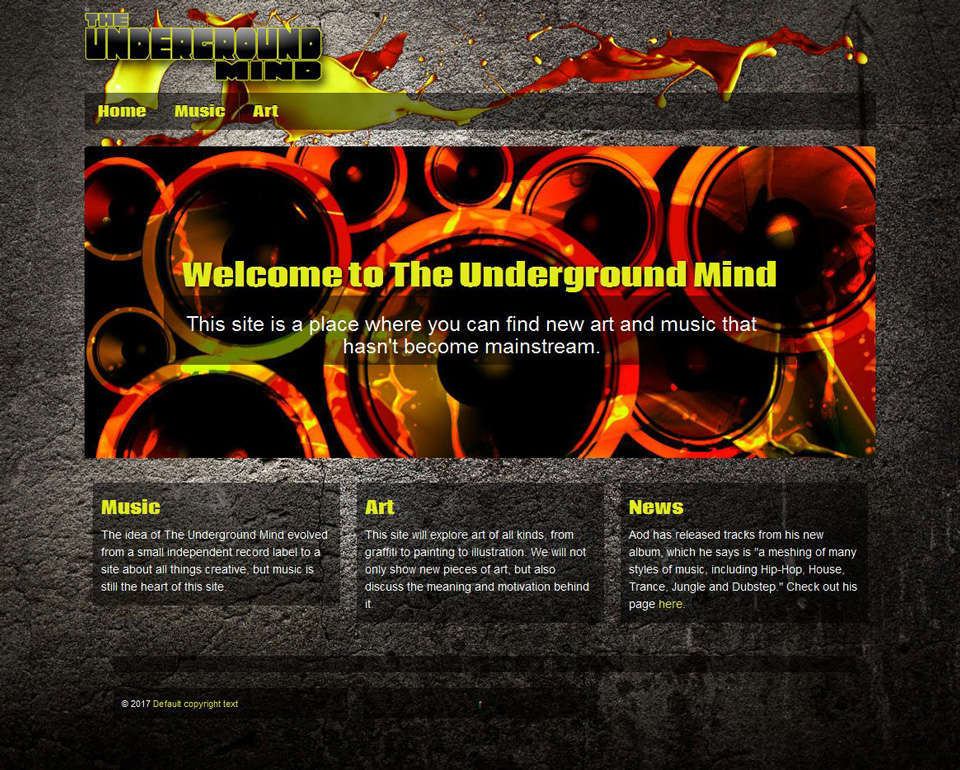 THE
UNDERGROUND
MIND
Home Music Art
Welcome to The Underground Mind
This site is a place where you can find new art and music that
hasn't become mainstream.
Music
The idea of The Underground Mind evolved
from a small independent record label to a
site about all things creative, but music is
still the heart of this site
Art
This site will explore art of all kinds, from
graffiti to painting to illustration. We will not
only show new pieces of art, but also
discuss the meaning and motivation behind
it.
News
Aod has released tracks from his new
album, which he says is "a meshing of many
styles of music, including Hip-Hop, House,
Trance, Jungle and Dubstep." Check out his
page here.
© 2017 Default copyright text
↑